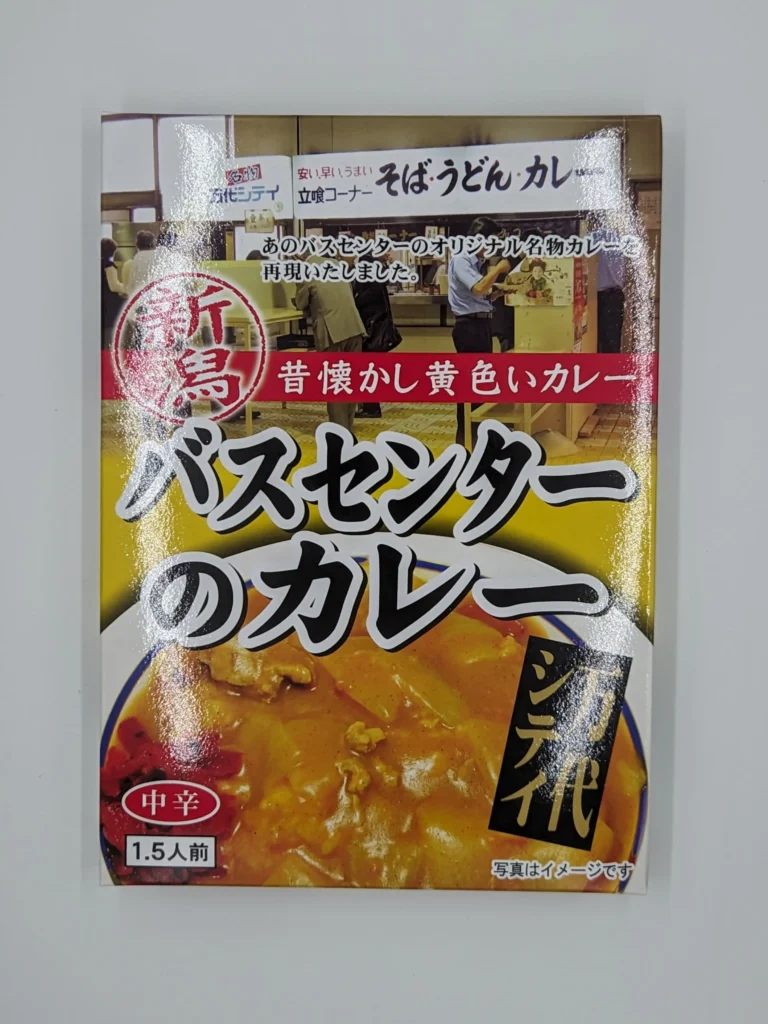 万代シテイ
安い、早い、うまい
立喰コーナー
そば・うどん・カレー
あのバスセンターのオリジナル名物カレーを
再現いたしました。
新潟
昔懐かし黄色いカレー
バスセンター
のカレー
万代
シテイ
中辛
1.5人前
写真はイメージです